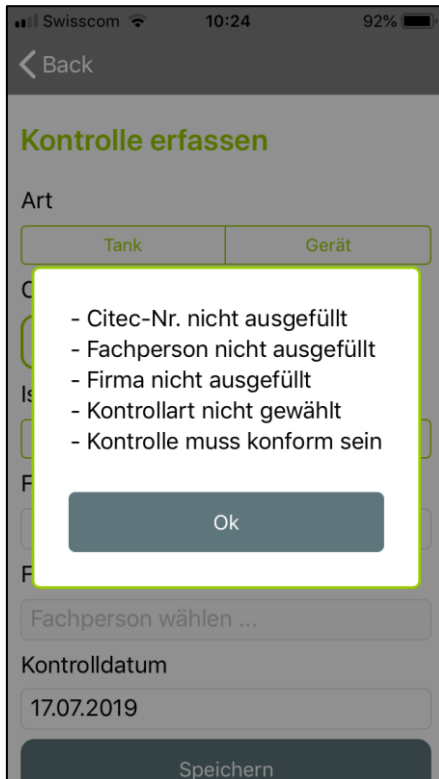 Swisscom 10:24 92%
Back
Kontrolle erfassen
Art
Tank Gerät
- Citec-Nr. nicht ausgefüllt
- Fachperson nicht ausgefüllt
- Firma nicht ausgefüllt
- Kontrollart nicht gewählt
- Kontrolle muss konform sein
Ok
Fachperson wählen ...
Kontrolldatum
17.07.2019
Speichern